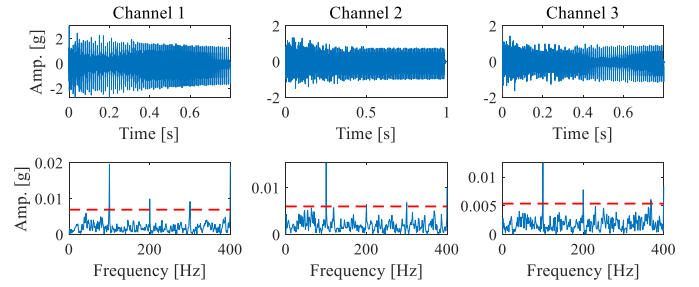 Channel 1 Channel 2 Channel 3
Amp. [g]
2 2 2
0 0 0
-2 -2 -2
0 0.2 0.4 0.6 0 0.5 1 0 0.2 0.4 0.6
Time [s] Time [s] Time [s]
Amp. [g]
0.02
0.01 0.01 0.01
0.005
0 0 0
0 200 400 0 200 400 0 200 400
Frequency [Hz] Frequency [Hz] Frequency [Hz]